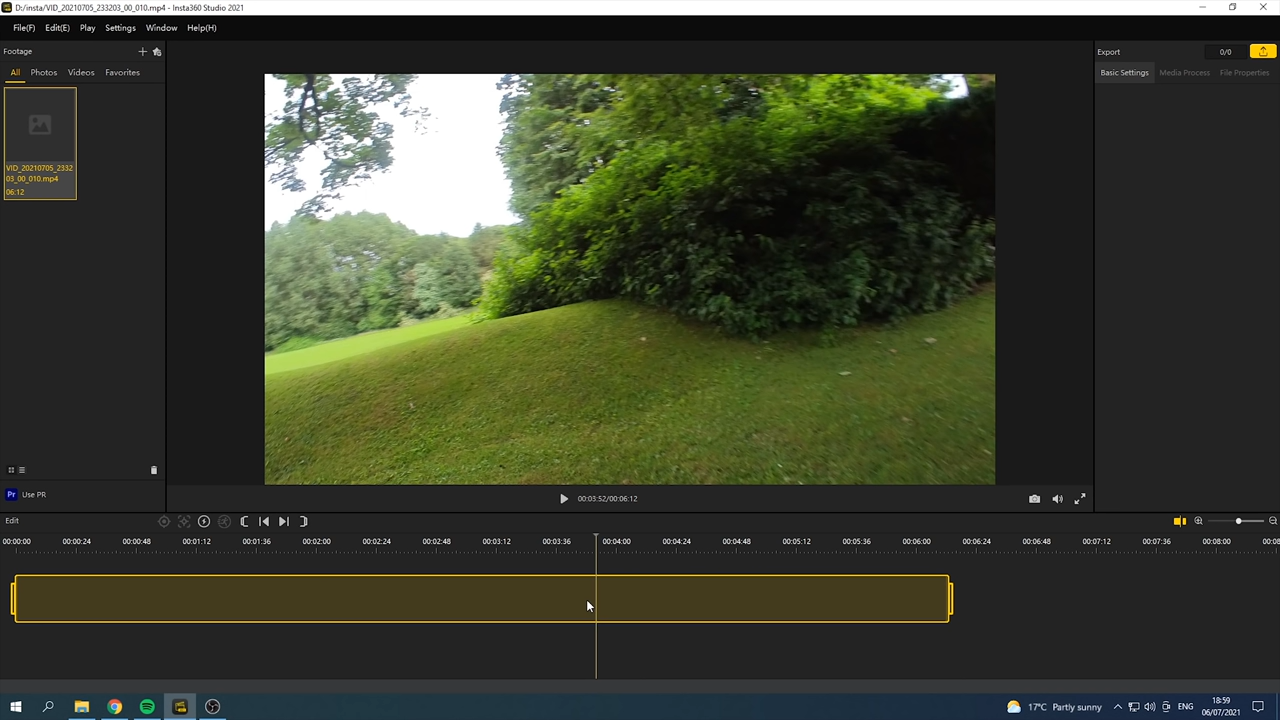 D:/insta/VID_20210705_233203_00_010.mp4 - Insta360 Studio 2021
File(F) Edit(E) Play Settings Window Help(H)
Footage
All Photos Videos Favorites
VID_20210705_2332
03_00_010.mp4
06:12
Pr Use PR
00:03:52/00:06:12
Export 0/0
Basic Settings Media Process File Properties
Edit
00:00:00 00:00:24 00:00:48 00:01:12 00:01:36 00:02:00 00:02:24 00:02:48 00:03:12 00:03:36 00:04:00 00:04:24 00:04:48 00:05:12 00:05:36 00:06:00 00:06:24 00:06:48 00:07:12 00:07:36 00:08:00 00:08
17°C Partly sunny ENG 18:59
06/07/2021